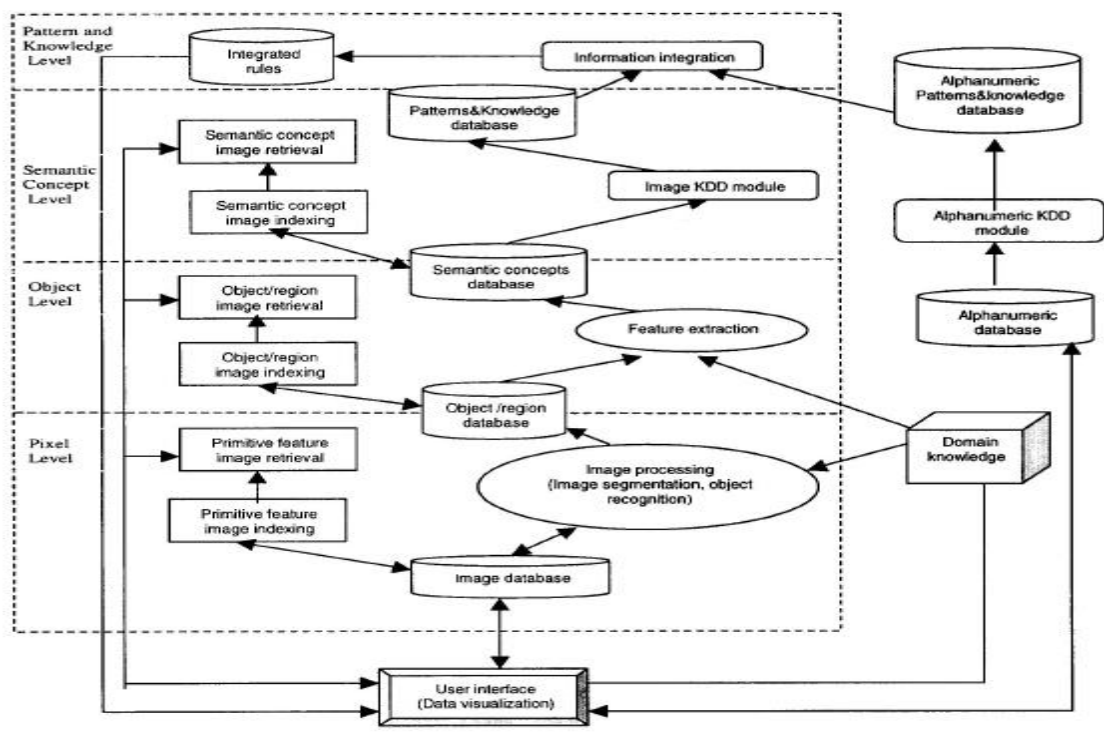 Pattern and
Knowledge
Level
Integrated
rules
Information integration
Alphanumeric
Patterns&knowledge
database
Patterns&Knowledge
database
Semantic concept
image retrieval
Semantic
Concept
Level
Image KDD module
Semantic concept
image indexing
Alphanumeric KDD
module
Semantic concepts
database
Object
Level
Object/region
image retrieval
Alphanumeric
database
Feature extraction
Object/region
image indexing
Object /region
database
Pixel
Level
Primitive feature
image retrieval
Domain
knowledge
Image processing
(Image segmentation, object
recognition)
Primitive feature
image indexing
Image database
User interface
(Data visualization)